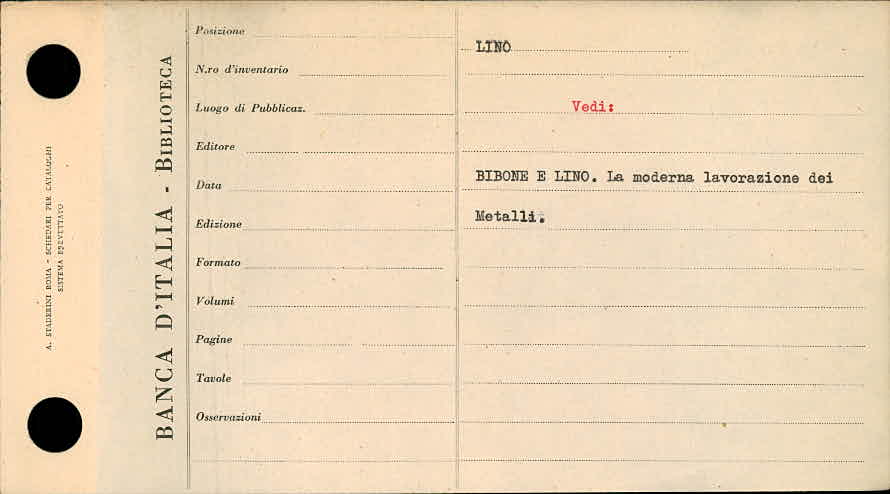 A. STADERINI ROMA - SCHEDARI PER CATALOGHI
SISTEMA BREVETTATO
BANCA D'ITALIA - BIBLIOTECA
Posizione
N.ro d'inventario
Luogo di Pubblicaz.
Editore
Data
Edizione
Formato
Volumi
Pagine
Tavole
Osservazioni
LINO
Vedi:
BIBONE E LINO. La moderna lavorazione dei
Metalli.